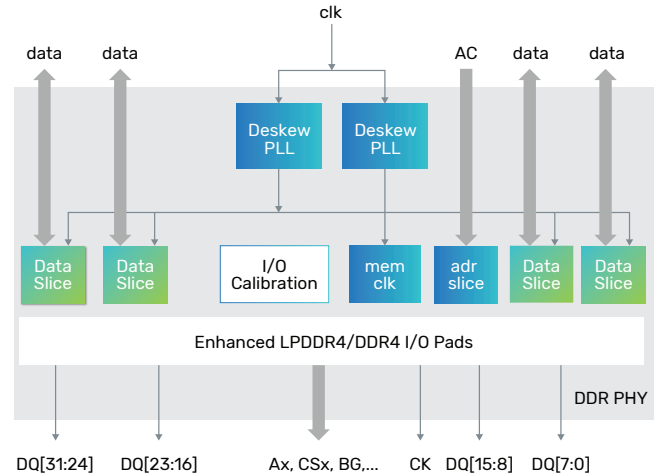 clk
data
data
AC
data
data
Deskew
PLL
Deskew
PLL
Data
Slice
Data
Slice
I/O
Calibration
mem
clk
adr
slice
Data
Slice
Data
Slice
Enhanced LPDDR4/DDR4 I/O Pads
DDR PHY
DQ[31:24]
DQ[23:16]
Ax, CSx, BG,...
CK
DQ[15:8]
DQ[7:0]